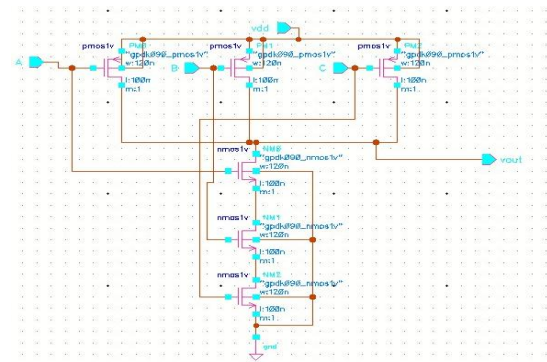 vdd
pmos1v PM0 pmos1v PM1 pmos1v PM2
"gpdk090_pmos1v" "gpdk090_pmos1v" "gpdk090_pmos1v"
A w:120n B w:120n C w:120n
l:100n l:100n l:100n
m:1 m:1 m:1
nmos1v NM0
"gpdk090_nmos1v"
w:120n
vout
l:100n
m:1
nmos1v NM1
"gpdk090_nmos1v"
w:120n
l:100n
m:1
nmos1v NM2
"gpdk090_nmos1v"
w:120n
l:100n
m:1
gnd